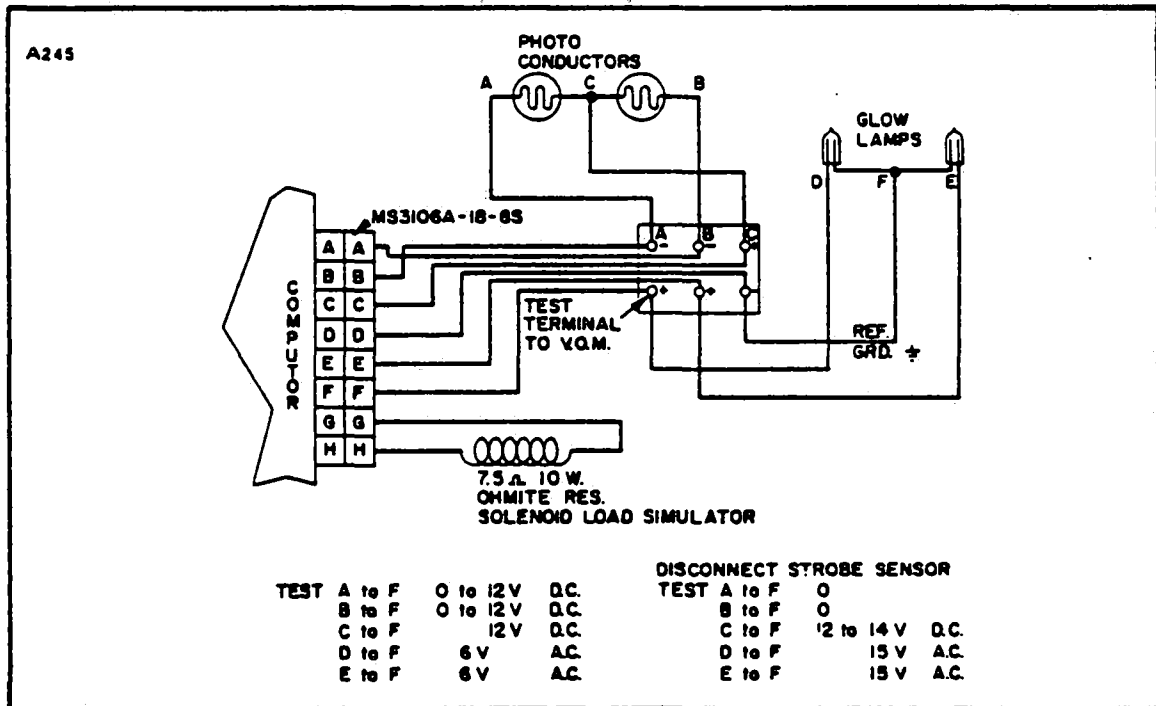 A245
PHOTO
CONDUCTORS
A C B
GLOW
LAMPS
D F E
MS3106A-18-8S
COMPUTOR
A A
B B
C C
D D
E E
F F
G G
H H
A B C
- -
+ + -
TEST
TERMINAL
TO V.O.M.
REF.
GRD.
7.5 Ω 10 W.
OHMITE RES.
SOLENOID LOAD SIMULATOR
TEST A to F 0 to 12 V D.C.
B to F 0 to 12 V D.C.
C to F 12 V D.C.
D to F 6 V A.C.
E to F 6 V A.C.
DISCONNECT STROBE SENSOR
TEST A to F 0
B to F 0
C to F 12 to 14 V D.C.
D to F 15 V A.C.
E to F 15 V A.C.